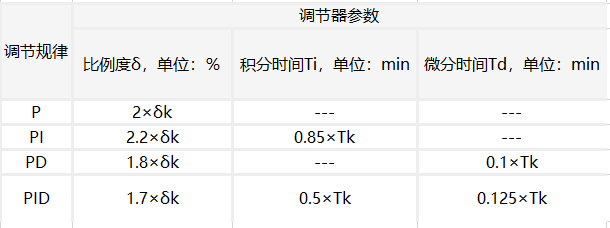 调节器参数
调节规律
比例度δ，单位：% 积分时间Ti，单位：min 微分时间Td，单位：min
P 2×δk --- ---
PI 2.2×δk 0.85×Tk ---
PD 1.8×δk --- 0.1×Tk
PID 1.7×δk 0.5×Tk 0.125×Tk